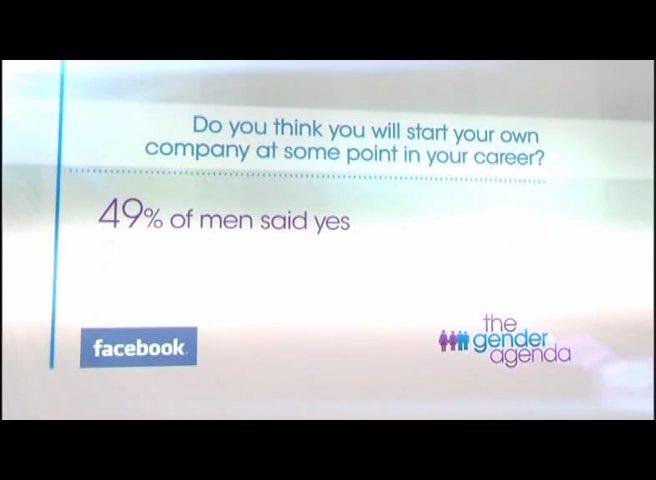 Do you think you will start your own
company at some point in your career?
49% of men said yes
facebook
the
gender
agenda